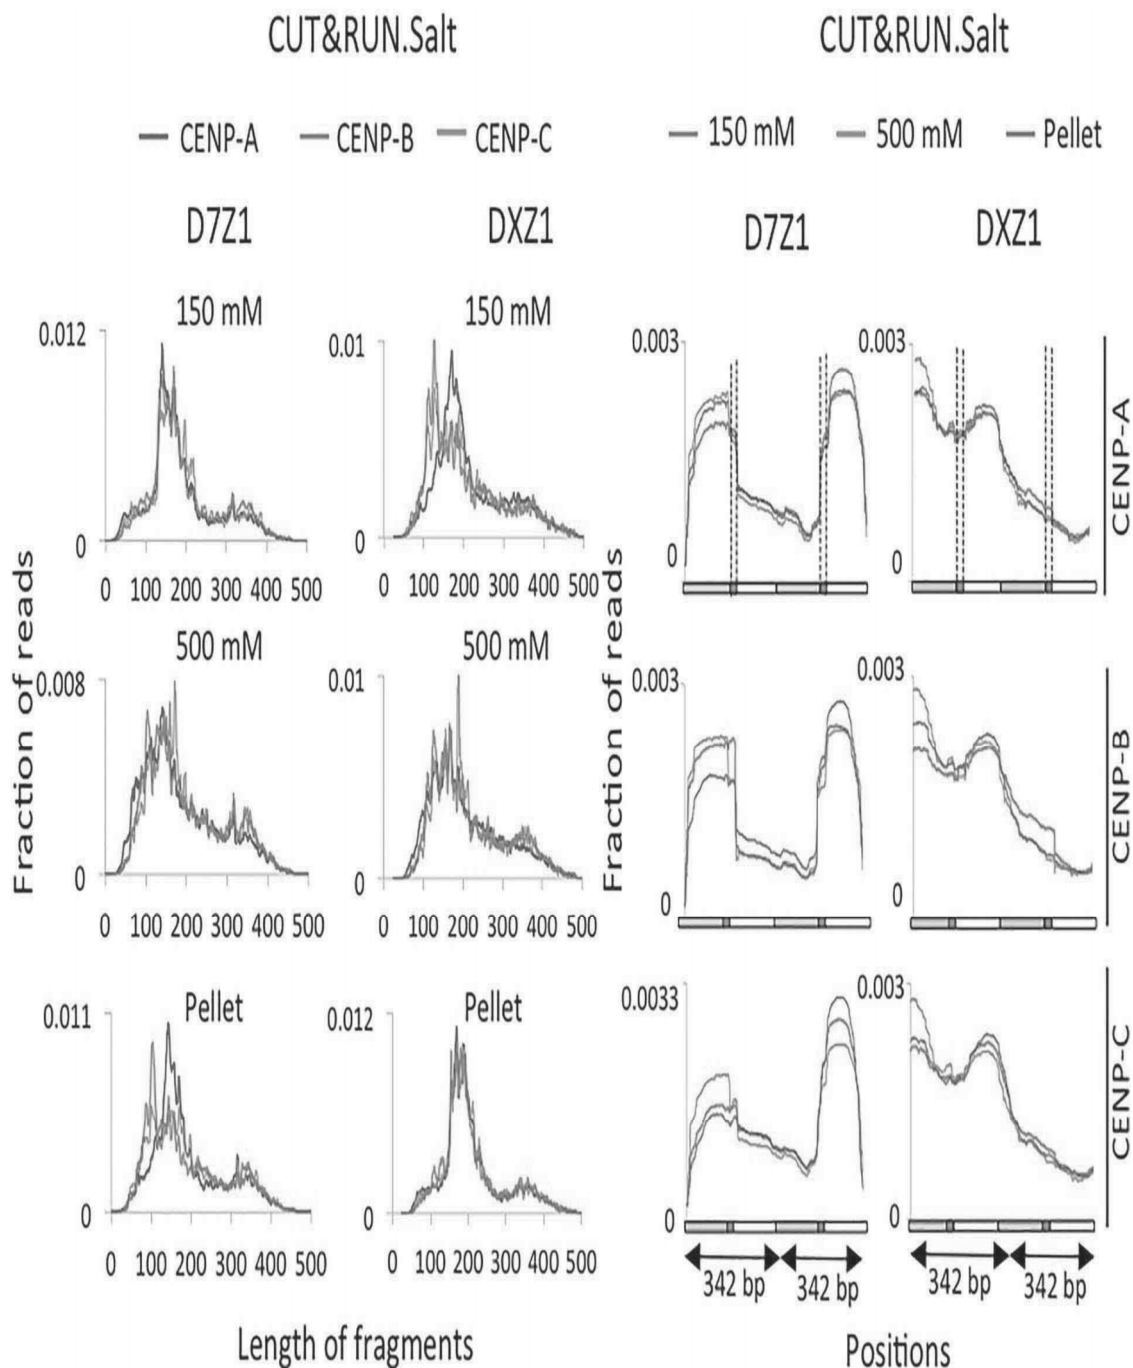 CUT&RUN.Salt CUT&RUN.Salt
CENP-A CENP-B CENP-C 150 mM 500 mM Pellet
D7Z1 DXZ1 D7Z1 DXZ1
150 mM 150 mM
0.012 0.01 0.003 0.003
0 0 0 0
0 100 200 300 400 500 0 100 200 300 400 500
CENP-A
Fraction of reads Fraction of reads
500 mM 500 mM
0.008 0.01 0.003 0.003
0 0 0 0
0 100 200 300 400 500 0 100 200 300 400 500
CENP-B
Pellet Pellet
0.011 0.012 0.0033 0.003
0 0 0 0
0 100 200 300 400 500 0 100 200 300 400 500
CENP-C
342 bp 342 bp 342 bp 342 bp
Length of fragments Positions